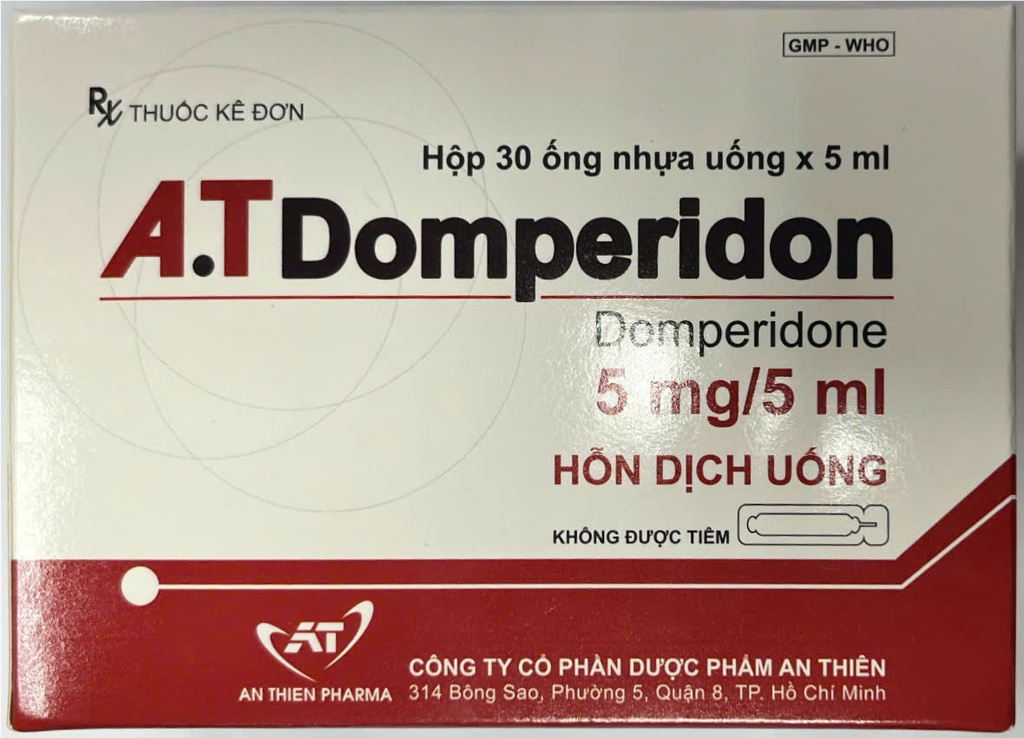 GMP - WHO
Rx THUỐC KÊ ĐƠN
Hộp 30 ống nhựa uống x 5 ml
A.T Domperidon
Domperidone
5 mg/5 ml
HỖN DỊCH UỐNG
KHÔNG ĐƯỢC TIÊM
AT
AN THIEN PHARMA
CÔNG TY CỔ PHẦN DƯỢC PHẨM AN THIÊN
314 Bông Sao, Phường 5, Quận 8, TP. Hồ Chí Minh